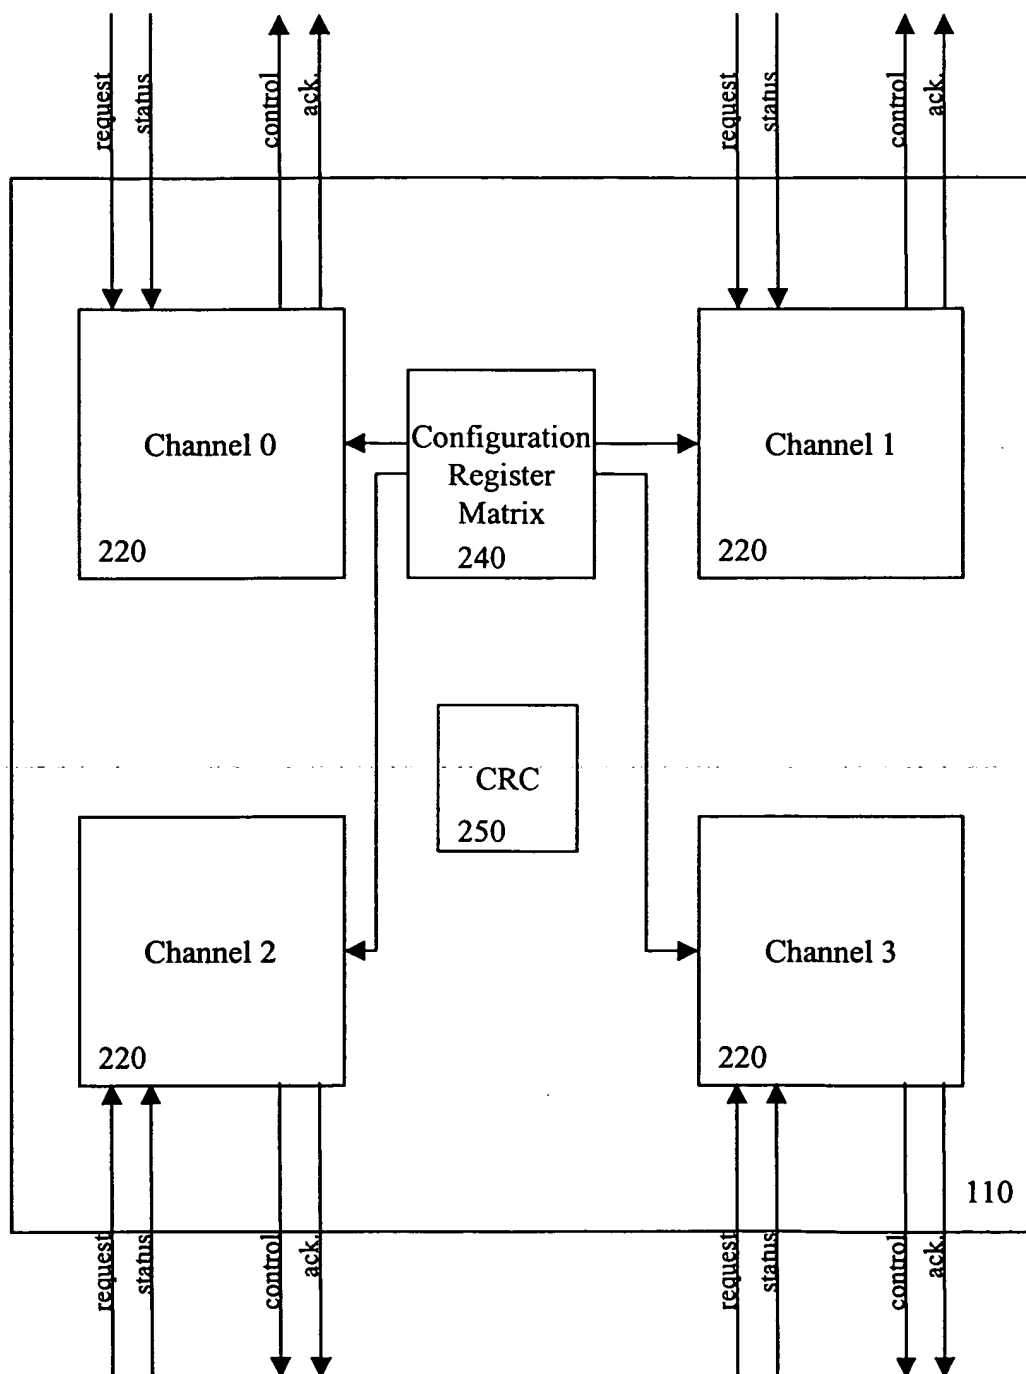 request
status
control
ack.
request
status
control
ack.
Channel 0
220
Configuration
Register
Matrix
240
Channel 1
220
CRC
250
Channel 2
220
Channel 3
220
110
request
status
control
ack.
request
status
control
ack.